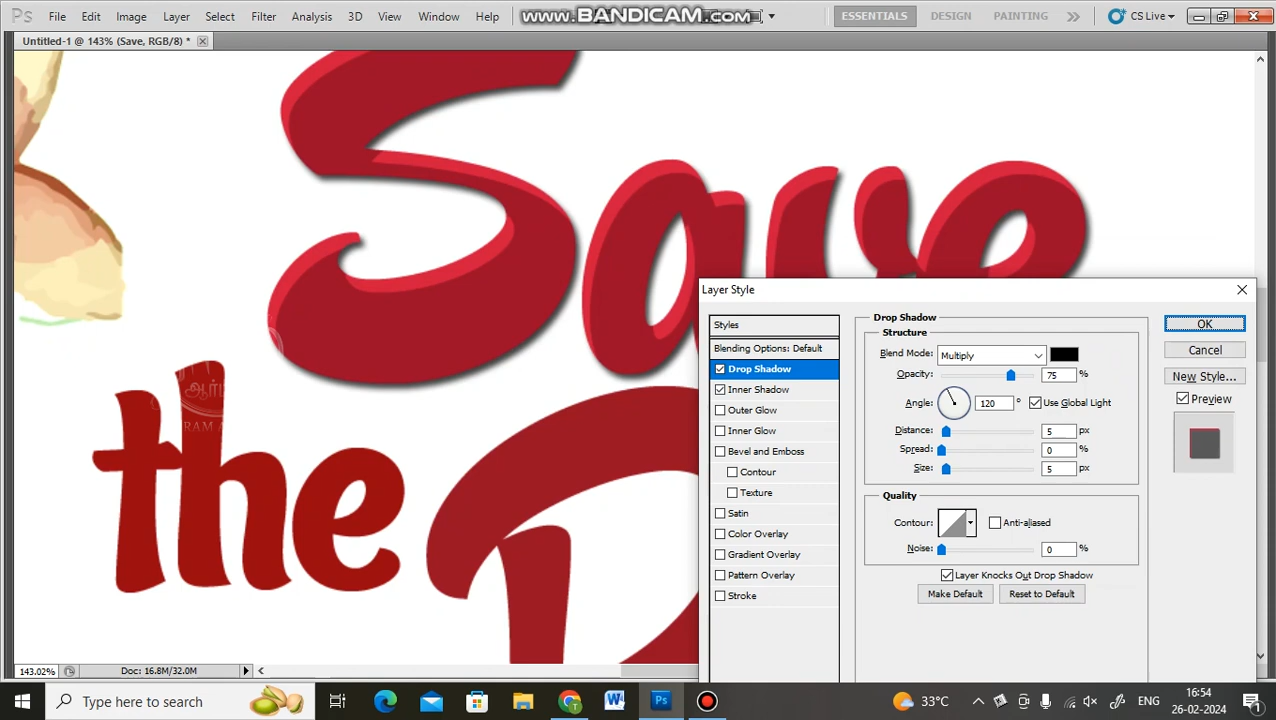 Ps File Edit Image Layer Select Filter Analysis 3D View Window Help www.BANDICAM.com ESSENTIALS DESIGN PAINTING CS Live
Untitled-1 @ 143% (Save, RGB/8) *
Save
the
Layer Style
Styles
Blending Options: Default
Drop Shadow
Inner Shadow
Outer Glow
Inner Glow
Bevel and Emboss
Contour
Texture
Satin
Color Overlay
Gradient Overlay
Pattern Overlay
Stroke
Drop Shadow
Structure
Blend Mode: Multiply
Opacity: 75 %
Angle: 120 ° Use Global Light
Distance: 5 px
Spread: 0 %
Size: 5 px
Quality
Contour: Anti-aliased
Noise: 0 %
Layer Knocks Out Drop Shadow
Make Default Reset to Default
OK
Cancel
New Style...
Preview
143.02% Doc: 16.8M/32.0M
Type here to search
33°C ENG 16:54
26-02-2024